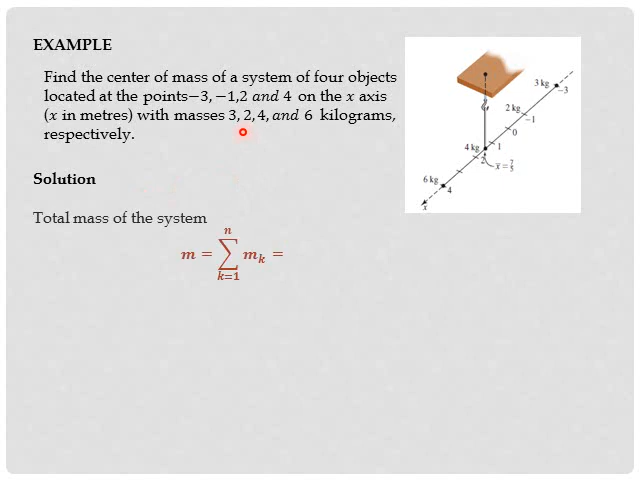 EXAMPLE
Find the center of mass of a system of four objects
located at the points−3, −1,2 and 4 on the x axis
(x in metres) with masses 3, 2, 4, and 6 kilograms,
respectively.
Solution
Total mass of the system
m = ∑ₖ₌₁ⁿ mₖ =
3 kg
−3
2 kg
−1
0
4 kg
1
2
x̄ = 7/5
6 kg
4
x